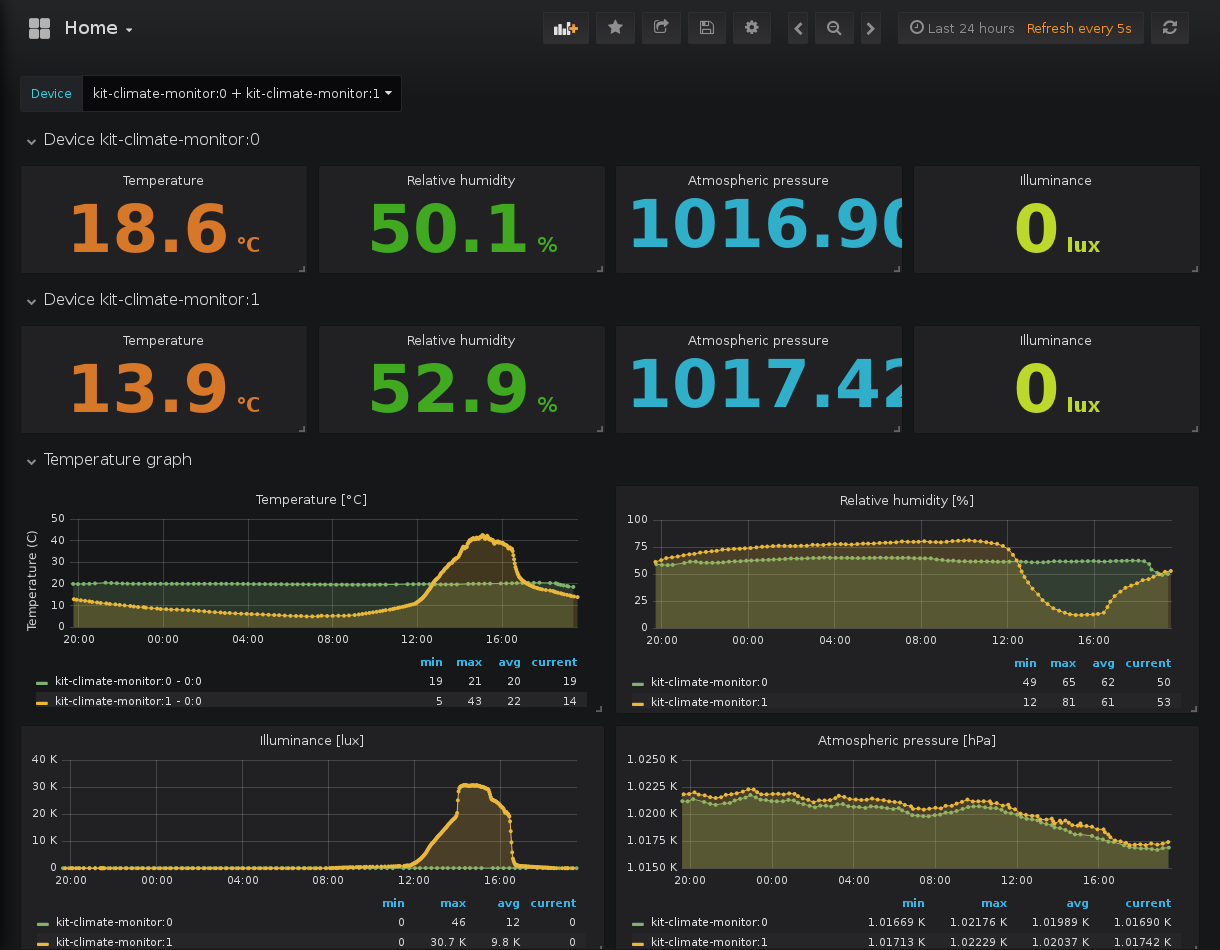 Home
Last 24 hours Refresh every 5s
Device kit-climate-monitor:0 + kit-climate-monitor:1
Device kit-climate-monitor:0
Temperature Relative humidity Atmospheric pressure Illuminance
18.6 °C 50.1 % 1016.90 0 lux
Device kit-climate-monitor:1
Temperature Relative humidity Atmospheric pressure Illuminance
13.9 °C 52.9 % 1017.42 0 lux
Temperature graph
Temperature [°C]
Temperature (C)
50
40
30
20
10
0
20:00 00:00 04:00 08:00 12:00 16:00
min max avg current
kit-climate-monitor:0 - 0:0 19 21 20 19
kit-climate-monitor:1 - 0:0 5 43 22 14
Relative humidity [%]
100
75
50
25
0
20:00 00:00 04:00 08:00 12:00 16:00
min max avg current
kit-climate-monitor:0 49 65 62 50
kit-climate-monitor:1 12 81 61 53
Illuminance [lux]
40 K
30 K
20 K
10 K
0
20:00 00:00 04:00 08:00 12:00 16:00
min max avg current
kit-climate-monitor:0 0 46 12 0
kit-climate-monitor:1 0 30.7 K 9.8 K 0
Atmospheric pressure [hPa]
1.0250 K
1.0225 K
1.0200 K
1.0175 K
1.0150 K
20:00 00:00 04:00 08:00 12:00 16:00
min max avg current
kit-climate-monitor:0 1.01669 K 1.02176 K 1.01989 K 1.01690 K
kit-climate-monitor:1 1.01713 K 1.02229 K 1.02037 K 1.01742 K